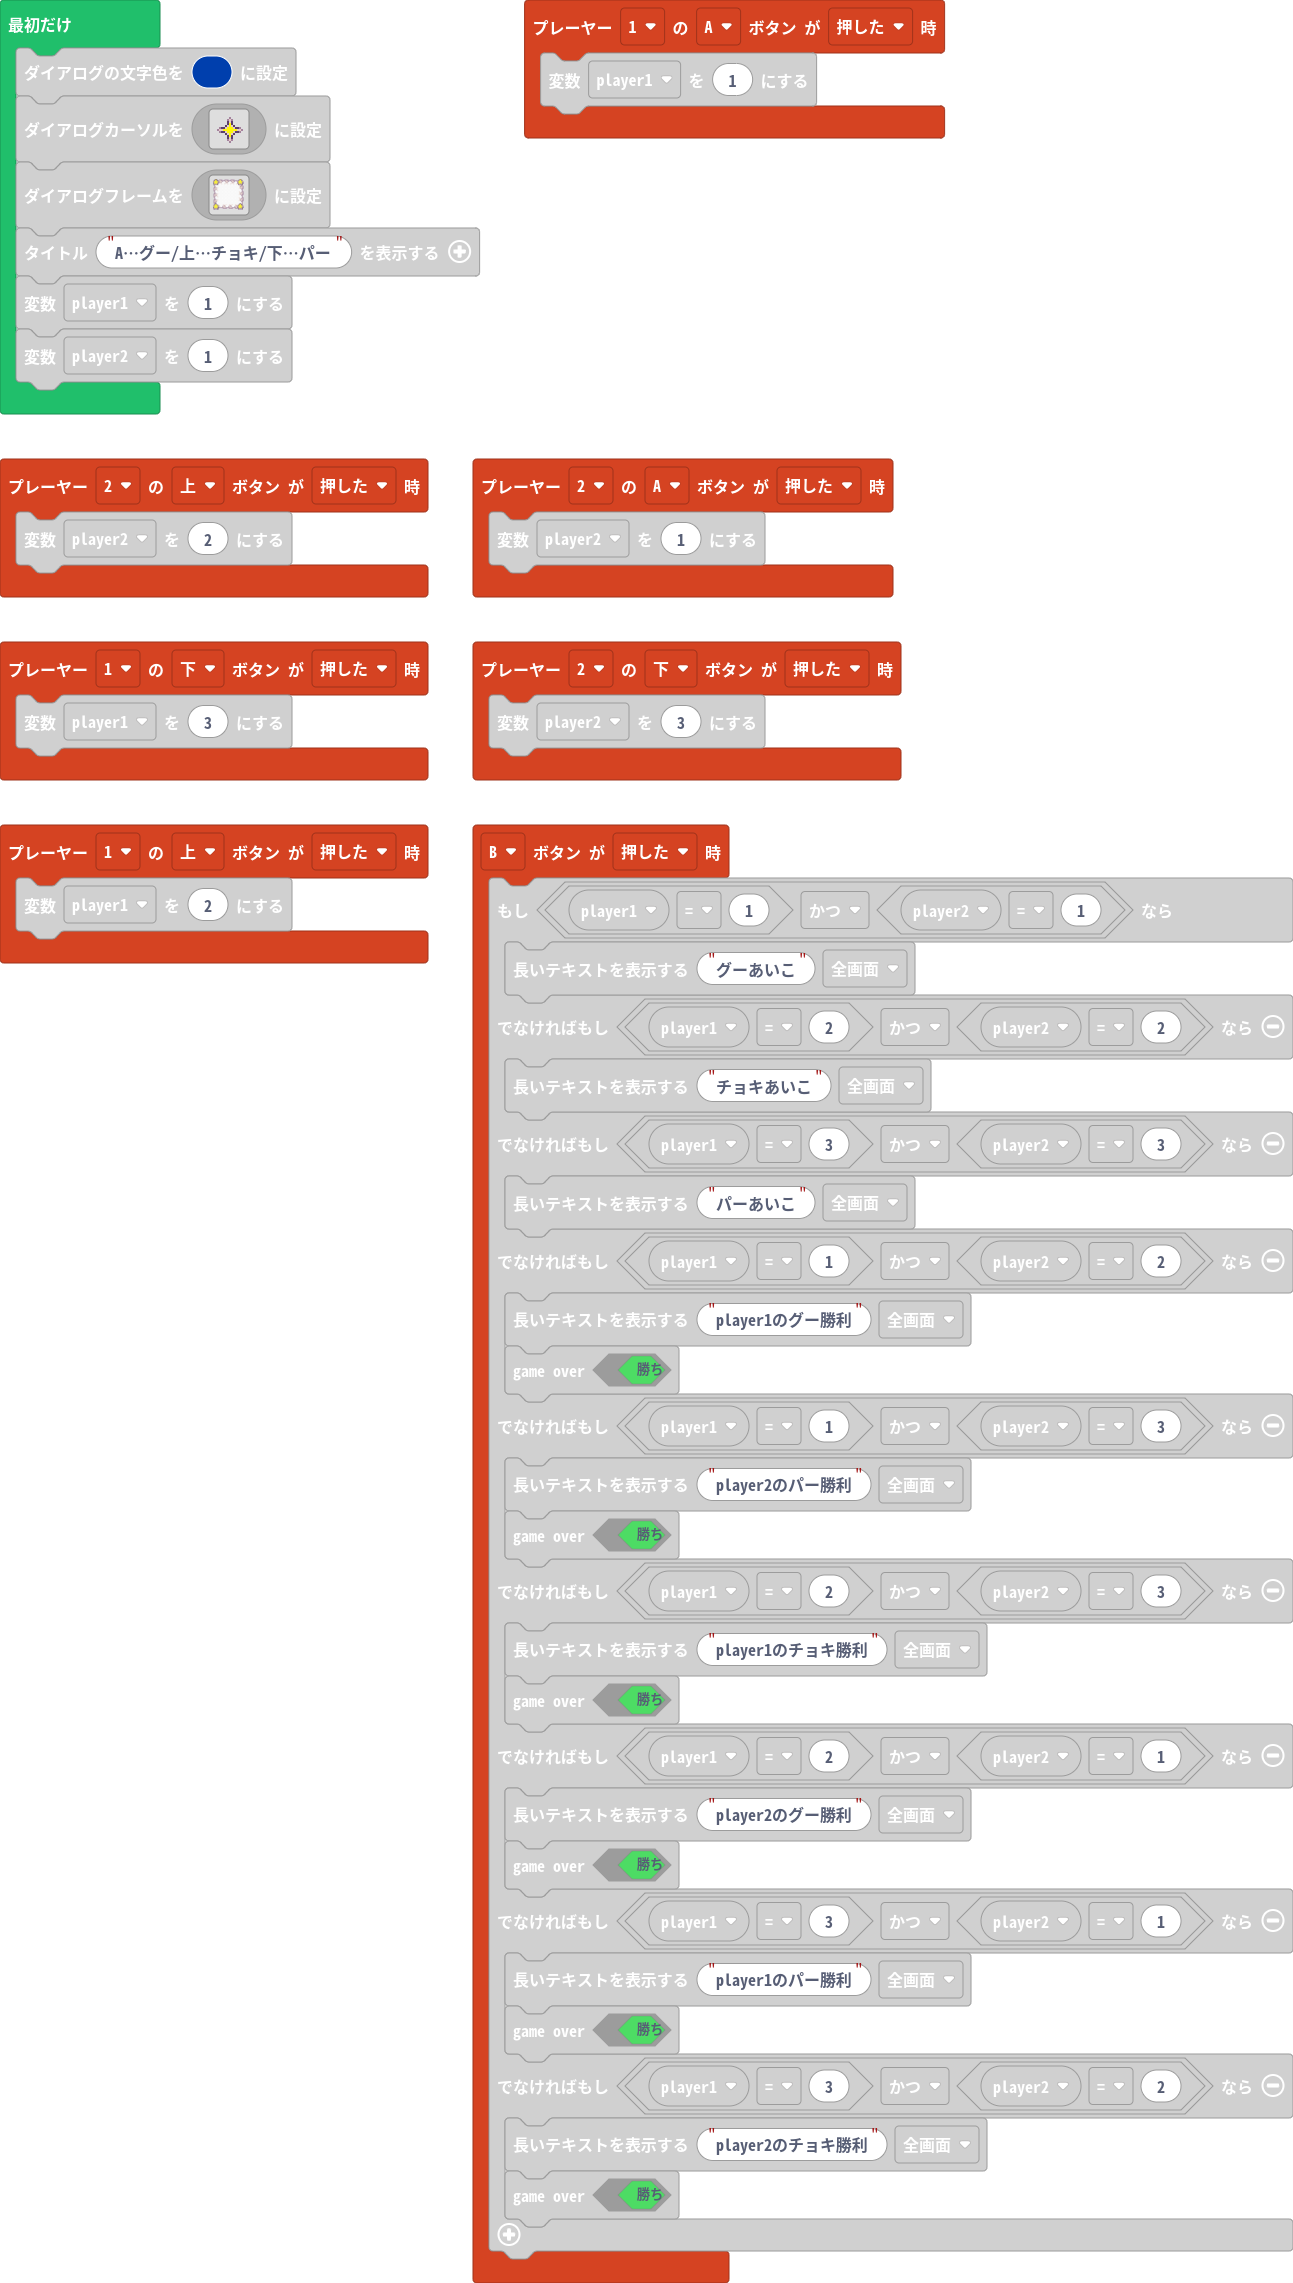 最初だけ
ダイアログの文字色を に設定
ダイアログカーソルを に設定
ダイアログフレームを に設定
タイトル "A…グー/上…チョキ/下…パー" を表示する
変数 player1 を 1 にする
変数 player2 を 1 にする
プレーヤー 1 の A ボタン が 押した 時
変数 player1 を 1 にする
プレーヤー 2 の 上 ボタン が 押した 時
変数 player2 を 2 にする
プレーヤー 2 の A ボタン が 押した 時
変数 player2 を 1 にする
プレーヤー 1 の 下 ボタン が 押した 時
変数 player1 を 3 にする
プレーヤー 2 の 下 ボタン が 押した 時
変数 player2 を 3 にする
プレーヤー 1 の 上 ボタン が 押した 時
変数 player1 を 2 にする
B ボタン が 押した 時
もし player1 = 1 かつ player2 = 1 なら
長いテキストを表示する "グーあいこ" 全画面
でなければもし player1 = 2 かつ player2 = 2 なら
長いテキストを表示する "チョキあいこ" 全画面
でなければもし player1 = 3 かつ player2 = 3 なら
長いテキストを表示する "パーあいこ" 全画面
でなければもし player1 = 1 かつ player2 = 2 なら
長いテキストを表示する "player1のグー勝利" 全画面
game over 勝ち
でなければもし player1 = 1 かつ player2 = 3 なら
長いテキストを表示する "player2のパー勝利" 全画面
game over 勝ち
でなければもし player1 = 2 かつ player2 = 3 なら
長いテキストを表示する "player1のチョキ勝利" 全画面
game over 勝ち
でなければもし player1 = 2 かつ player2 = 1 なら
長いテキストを表示する "player2のグー勝利" 全画面
game over 勝ち
でなければもし player1 = 3 かつ player2 = 1 なら
長いテキストを表示する "player1のパー勝利" 全画面
game over 勝ち
でなければもし player1 = 3 かつ player2 = 2 なら
長いテキストを表示する "player2のチョキ勝利" 全画面
game over 勝ち